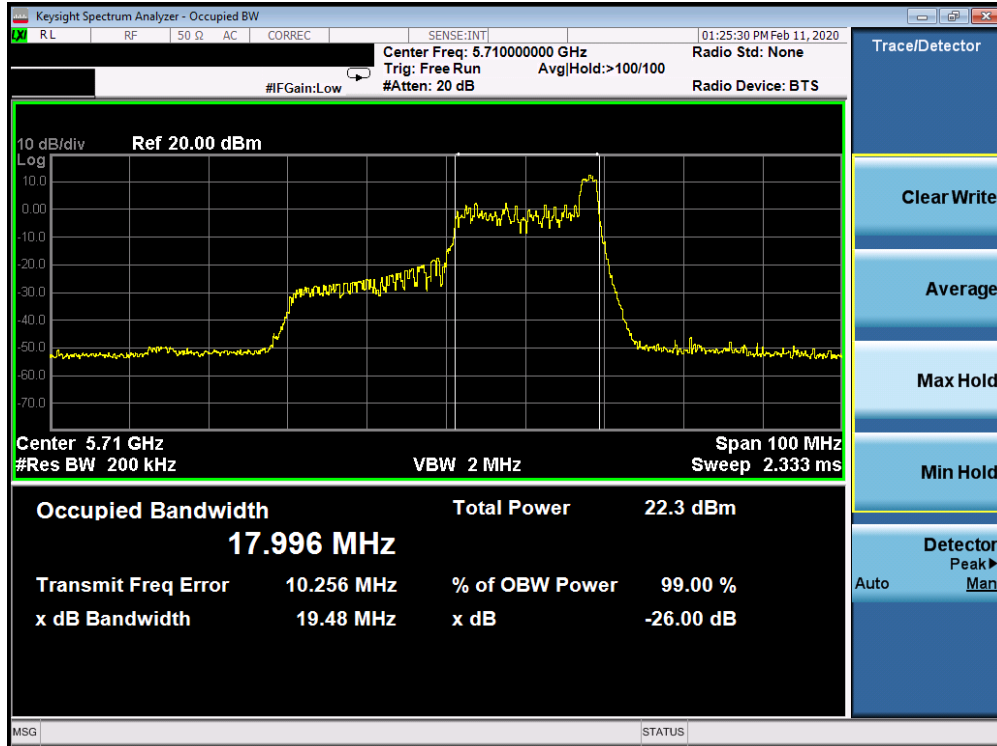 Keysight Spectrum Analyzer - Occupied BW
LXI RL RF 50 Ω AC CORREC SENSE:INT 01:25:30 PM Feb 11, 2020
Center Freq: 5.710000000 GHz Radio Std: None
Trig: Free Run Avg|Hold:>100/100
#IFGain:Low #Atten: 20 dB Radio Device: BTS
Trace/Detector
10 dB/div Ref 20.00 dBm
Log
10.0
0.00
-10.0
-20.0
-30.0
-40.0
-50.0
-60.0
-70.0
Center 5.71 GHz Span 100 MHz
#Res BW 200 kHz VBW 2 MHz Sweep 2.333 ms
Occupied Bandwidth Total Power 22.3 dBm
17.996 MHz
Transmit Freq Error 10.256 MHz % of OBW Power 99.00 %
x dB Bandwidth 19.48 MHz x dB -26.00 dB
Clear Write
Average
Max Hold
Min Hold
Detector
Peak▶
Auto Man
MSG STATUS